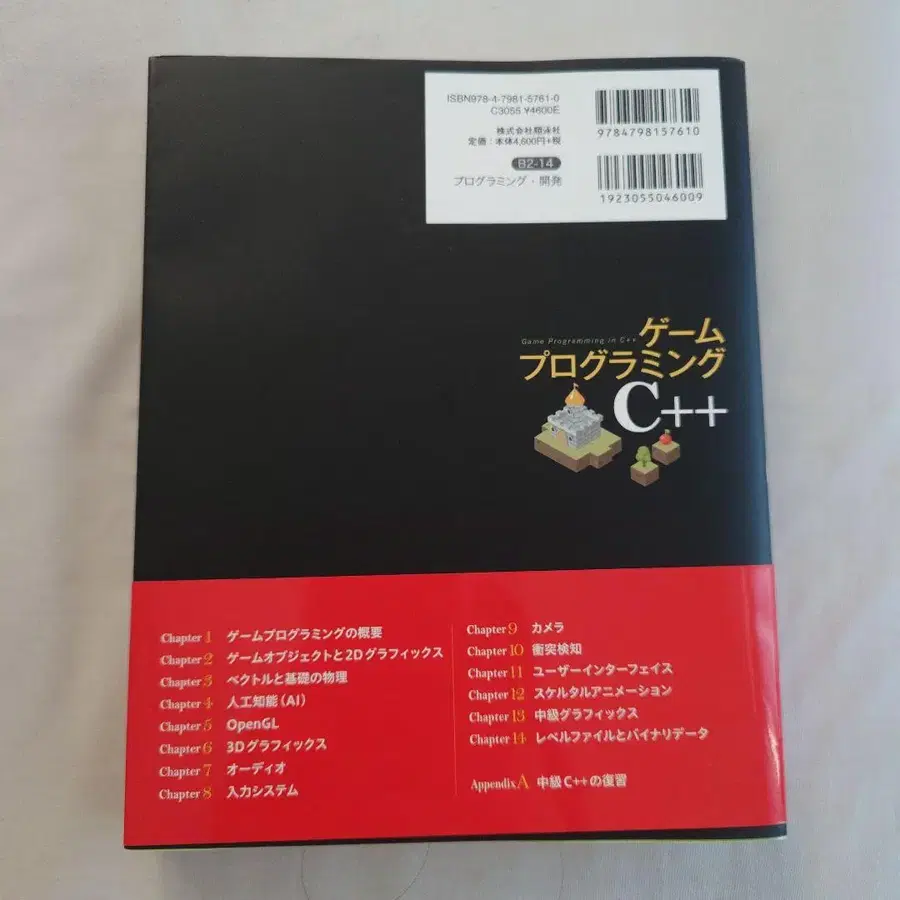 ISBN978-4-7981-5761-0
C3055 ¥4600E
株式会社翔泳社
定価：本体4,600円+税
B2-14
プログラミング・開発
9784798157610
1923055046009
ゲーム
Game Programming in C++
プログラミング
C++
Chapter 1 ゲームプログラミングの概要
Chapter 2 ゲームオブジェクトと2Dグラフィックス
Chapter 3 ベクトルと基礎の物理
Chapter 4 人工知能（AI）
Chapter 5 OpenGL
Chapter 6 3Dグラフィックス
Chapter 7 オーディオ
Chapter 8 入力システム
Chapter 9 カメラ
Chapter 10 衝突検知
Chapter 11 ユーザーインターフェイス
Chapter 12 スケルタルアニメーション
Chapter 13 中級グラフィックス
Chapter 14 レベルファイルとバイナリデータ
Appendix A 中級C++の復習